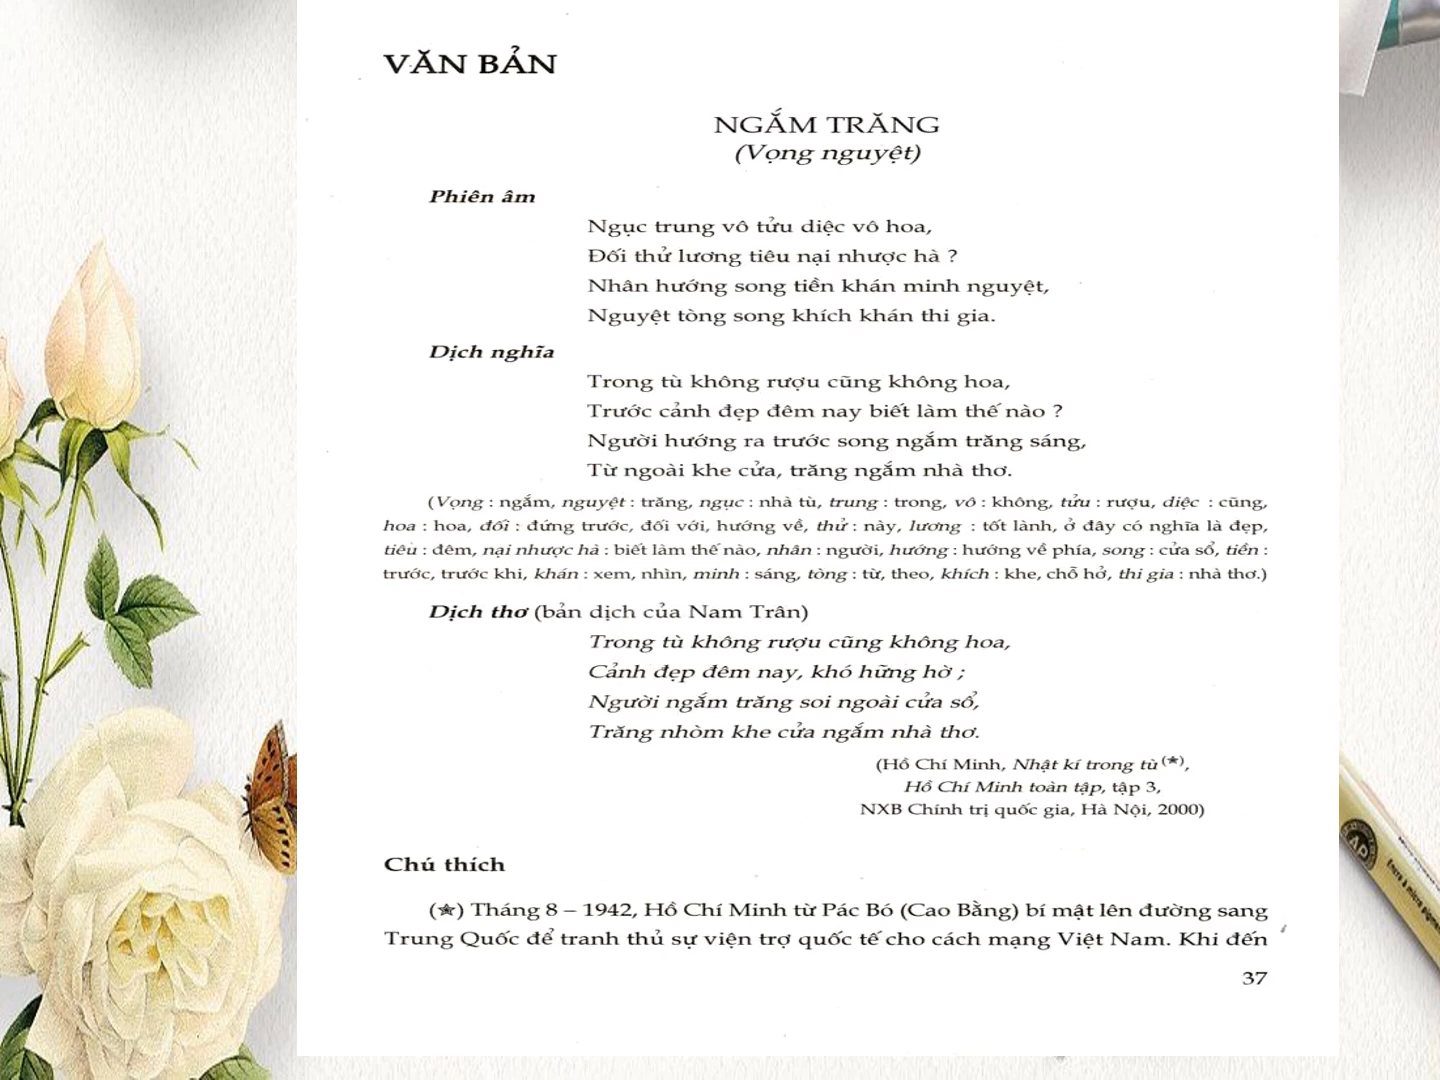 VĂN BẢN
NGẮM TRĂNG
(Vọng nguyệt)
Phiên âm
Ngục trung vô tửu diệc vô hoa,
Đối thử lương tiêu nại nhược hà ?
Nhân hướng song tiền khán minh nguyệt,
Nguyệt tòng song khích khán thi gia.
Dịch nghĩa
Trong tù không rượu cũng không hoa,
Trước cảnh đẹp đêm nay biết làm thế nào ?
Người hướng ra trước song ngắm trăng sáng,
Từ ngoài khe cửa, trăng ngắm nhà thơ.
(Vọng : ngắm, nguyệt : trăng, ngục : nhà tù, trung : trong, vô : không, tửu : rượu, diệc : cũng,
hoa : hoa, đối : đứng trước, đối với, hướng về, thử : này, lương : tốt lành, ở đây có nghĩa là đẹp,
tiêu : đêm, nại nhược hà : biết làm thế nào, nhân : người, hướng : hướng về phía, song : cửa sổ, tiền :
trước, trước khi, khán : xem, nhìn, minh : sáng, tòng : từ, theo, khích : khe, chỗ hở, thi gia : nhà thơ.)
Dịch thơ (bản dịch của Nam Trân)
Trong tù không rượu cũng không hoa,
Cảnh đẹp đêm nay, khó hững hờ ;
Người ngắm trăng soi ngoài cửa sổ,
Trăng nhòm khe cửa ngắm nhà thơ.
(Hồ Chí Minh, Nhật kí trong tù (★),
Hồ Chí Minh toàn tập, tập 3,
NXB Chính trị quốc gia, Hà Nội, 2000)
Chú thích
(★) Tháng 8 – 1942, Hồ Chí Minh từ Pác Bó (Cao Bằng) bí mật lên đường sang
Trung Quốc để tranh thủ sự viện trợ quốc tế cho cách mạng Việt Nam. Khi đến
37
AP